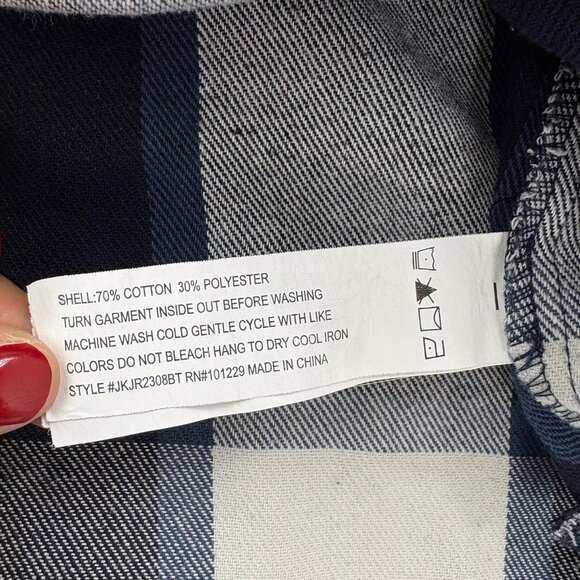 SHELL:70% COTTON 30% POLYESTER
TURN GARMENT INSIDE OUT BEFORE WASHING
MACHINE WASH COLD GENTLE CYCLE WITH LIKE
COLORS DO NOT BLEACH HANG TO DRY COOL IRON
STYLE #JKJR2308BT RN#101229 MADE IN CHINA